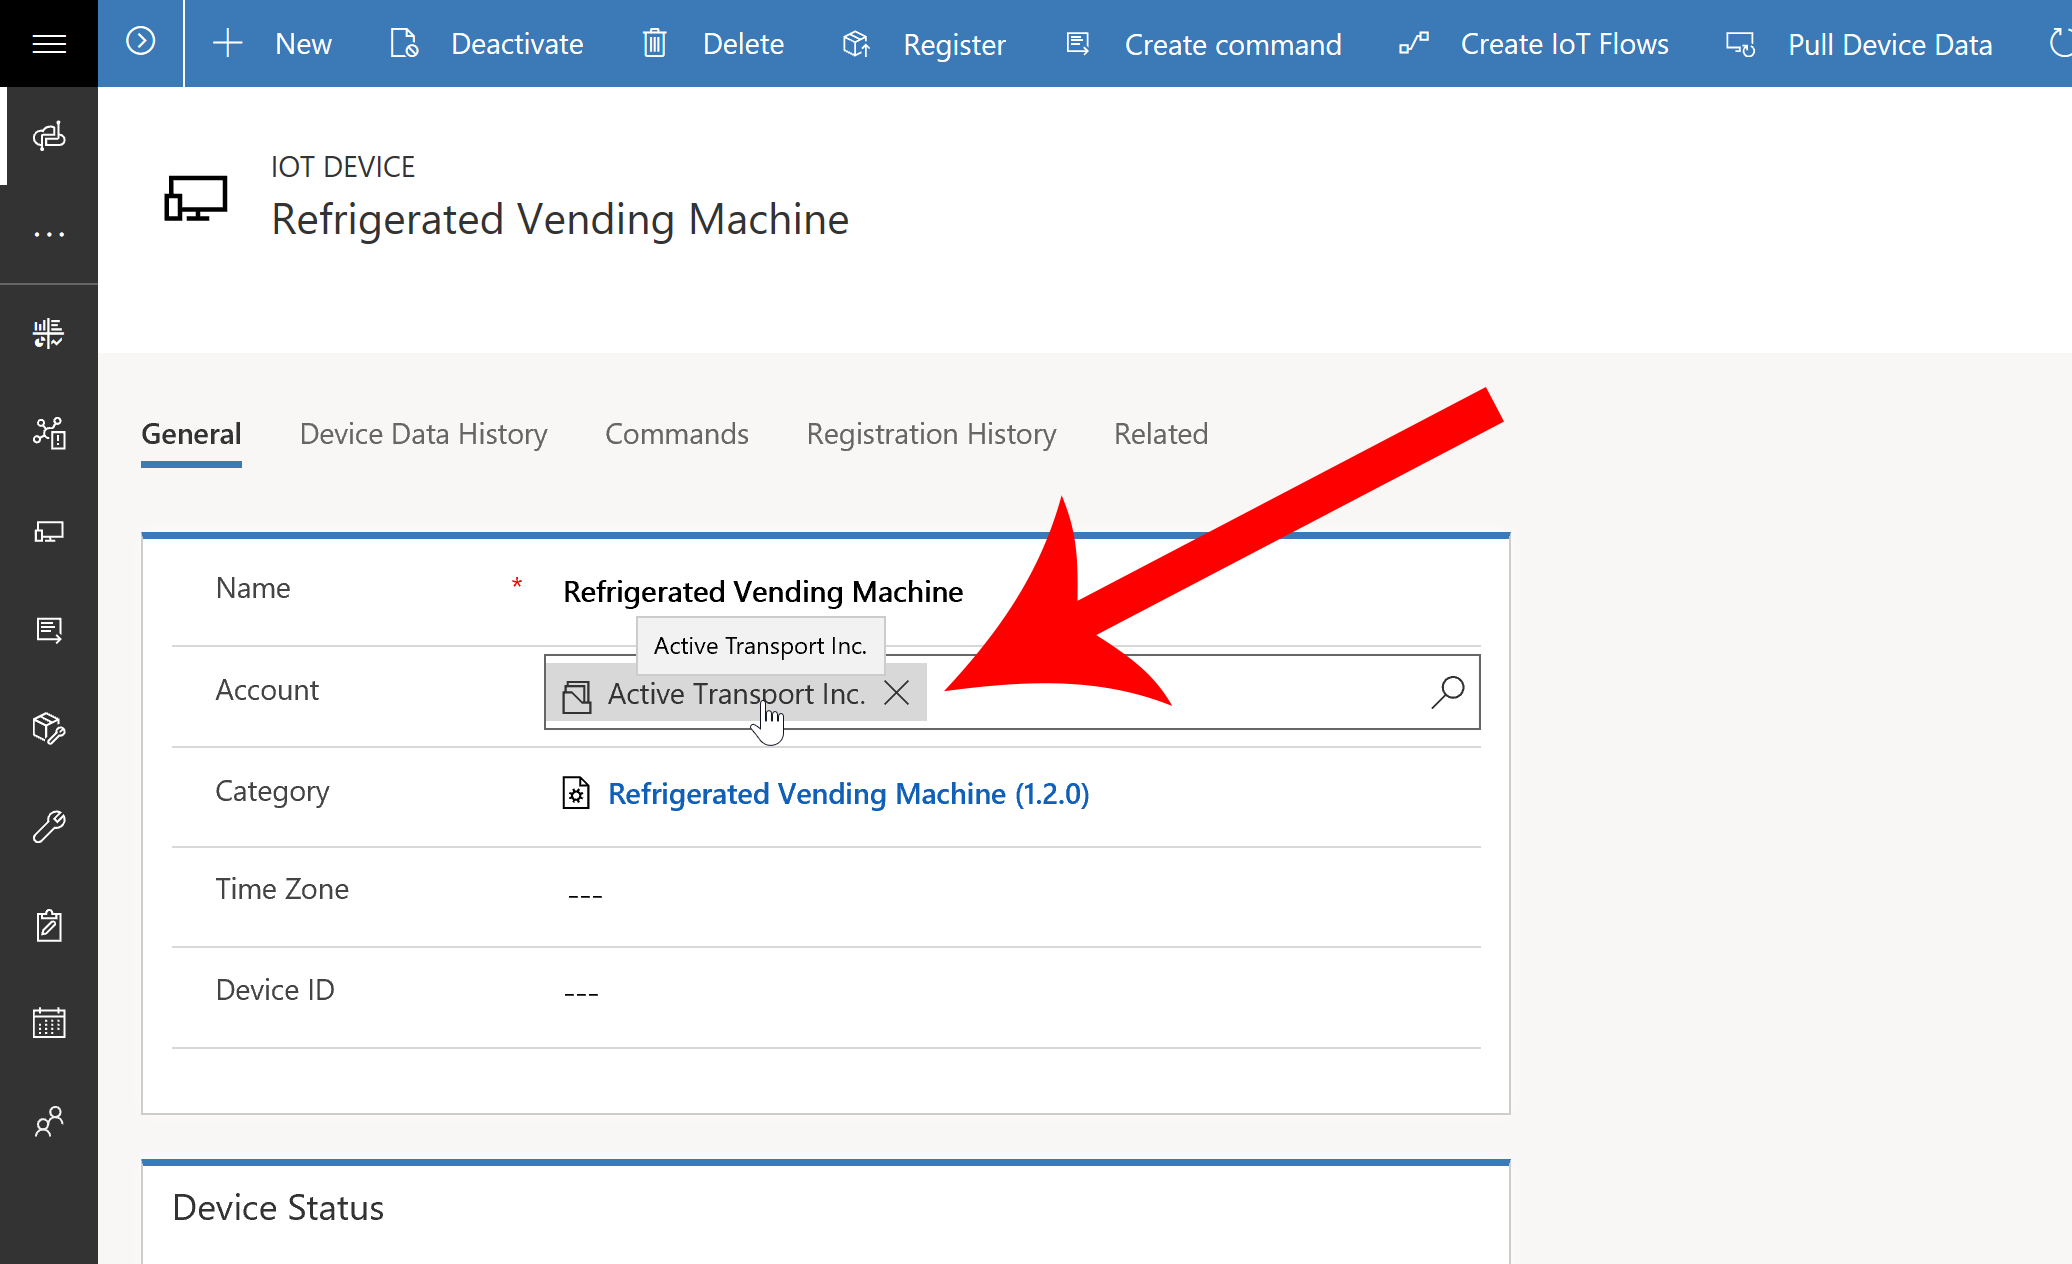 New Deactivate Delete Register Create command Create IoT Flows Pull Device Data
IOT DEVICE
Refrigerated Vending Machine
General Device Data History Commands Registration History Related
Name * Refrigerated Vending Machine
Active Transport Inc.
Account Active Transport Inc.
Category Refrigerated Vending Machine (1.2.0)
Time Zone ---
Device ID ---
Device Status